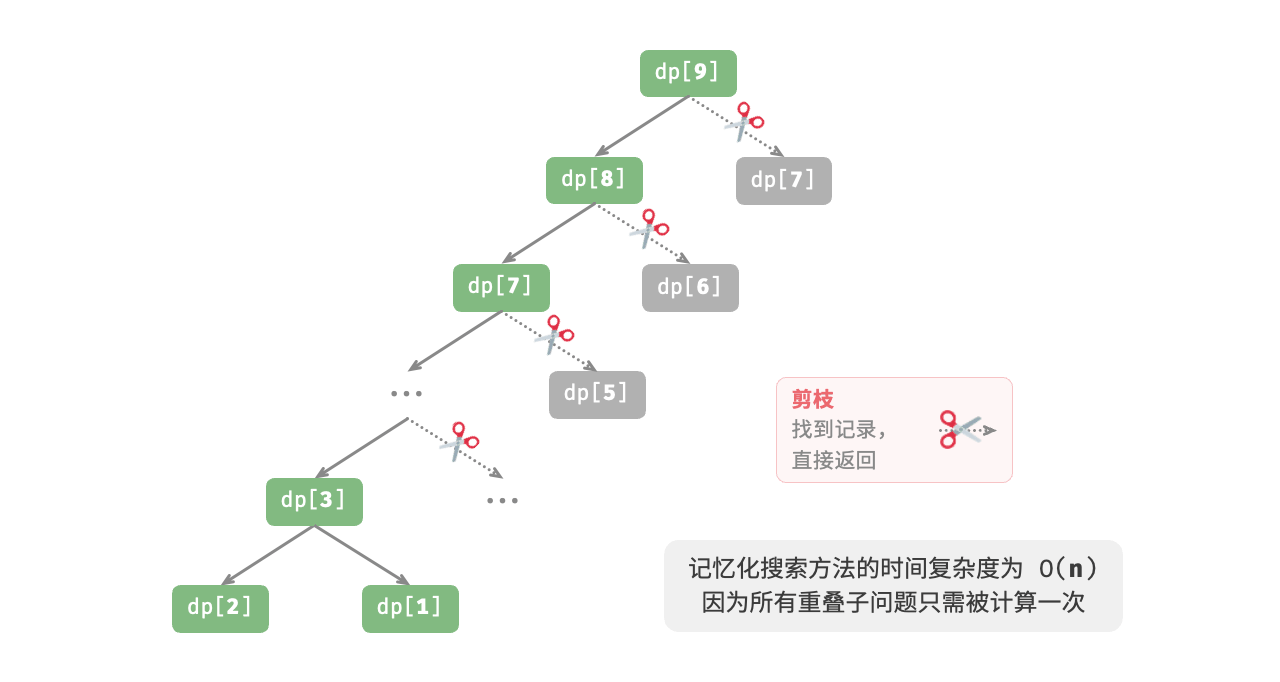 dp[9]
dp[8]
dp[7]
dp[7]
dp[6]
...
dp[5]
剪枝
找到记录，
直接返回
dp[3]
...
dp[2]
dp[1]
记忆化搜索方法的时间复杂度为 O(n)
因为所有重叠子问题只需被计算一次